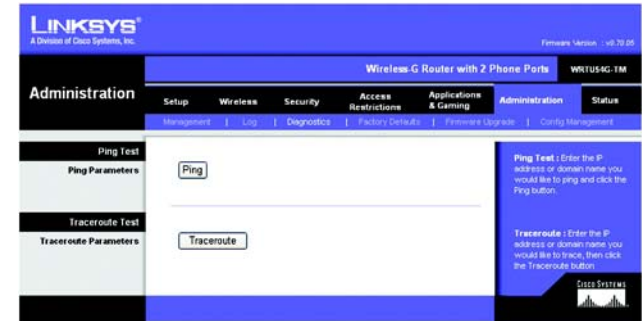 LINKSYS®
A Division of Cisco Systems, Inc.
Firmware Version : v0.70.05
Wireless-G Router with 2 Phone Ports WRTU54G-TM
Administration
Setup Wireless Security Access Restrictions Applications & Gaming Administration Status
Management | Log | Diagnostics | Factory Defaults | Firmware Upgrade | Config Management
Ping Test
Ping Parameters
Ping
Ping Test : Enter the IP
address or domain name you
would like to ping and click the
Ping button.
Traceroute Test
Traceroute Parameters
Traceroute
Traceroute : Enter the IP
address or domain name you
would like to trace, then click
the Traceroute button
CISCO SYSTEMS